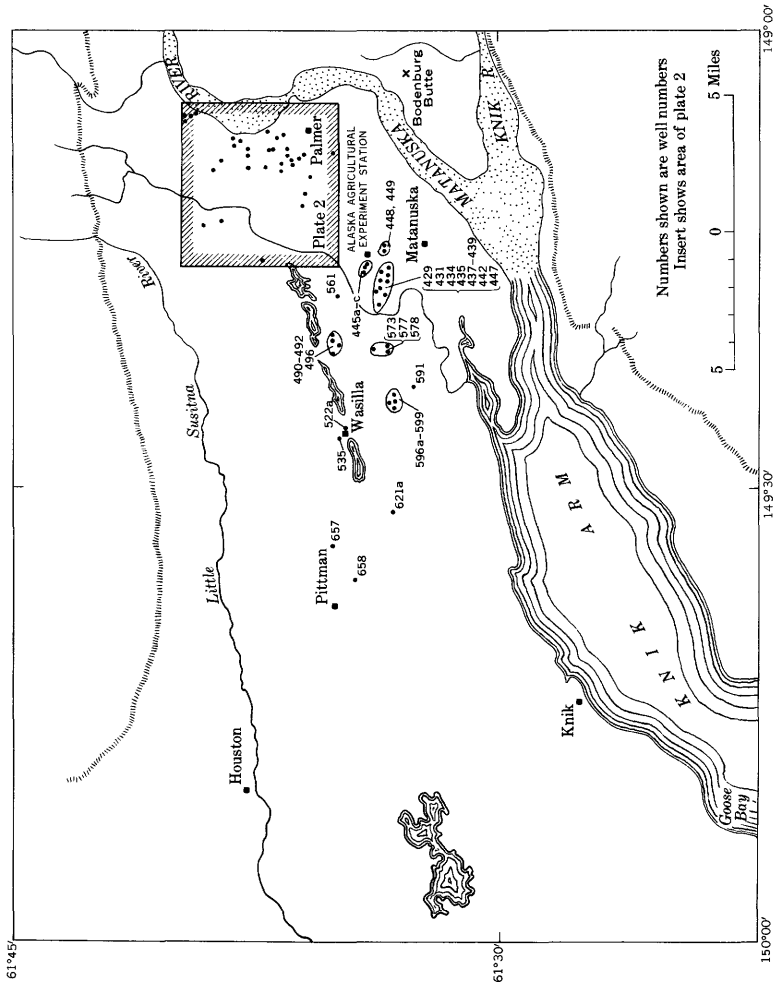 61°45′
61°30′
150°00′
149°30′
149°00′
Houston
Little
Susitna
River
Pittman
657
658
621a
535
522a
Wasilla
490–492
496
561
Plate 2
Palmer
RIVER
ALASKA AGRICULTURAL
EXPERIMENT STATION
445a–c
448, 449
573
577
578
591
596a–599
Matanuska
429
431
434
435
437–439
442
447
MATANUSKA
Bodenburg
Butte
KNIK R
KNIK ARM
Knik
Goose
Bay
5 0 5 Miles
Numbers shown are well numbers
Insert shows area of plate 2